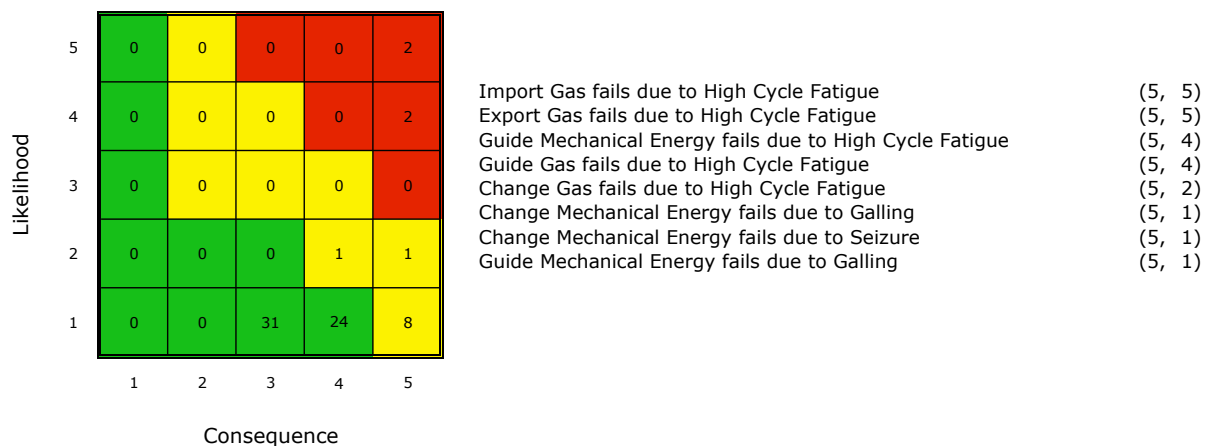 5 0 0 0 0 2
4 0 0 0 0 2
3 0 0 0 0 0
2 0 0 0 1 1
1 0 0 31 24 8
1 2 3 4 5
Likelihood
Consequence
Import Gas fails due to High Cycle Fatigue (5, 5)
Export Gas fails due to High Cycle Fatigue (5, 5)
Guide Mechanical Energy fails due to High Cycle Fatigue (5, 4)
Guide Gas fails due to High Cycle Fatigue (5, 4)
Change Gas fails due to High Cycle Fatigue (5, 2)
Change Mechanical Energy fails due to Galling (5, 1)
Change Mechanical Energy fails due to Seizure (5, 1)
Guide Mechanical Energy fails due to Galling (5, 1)